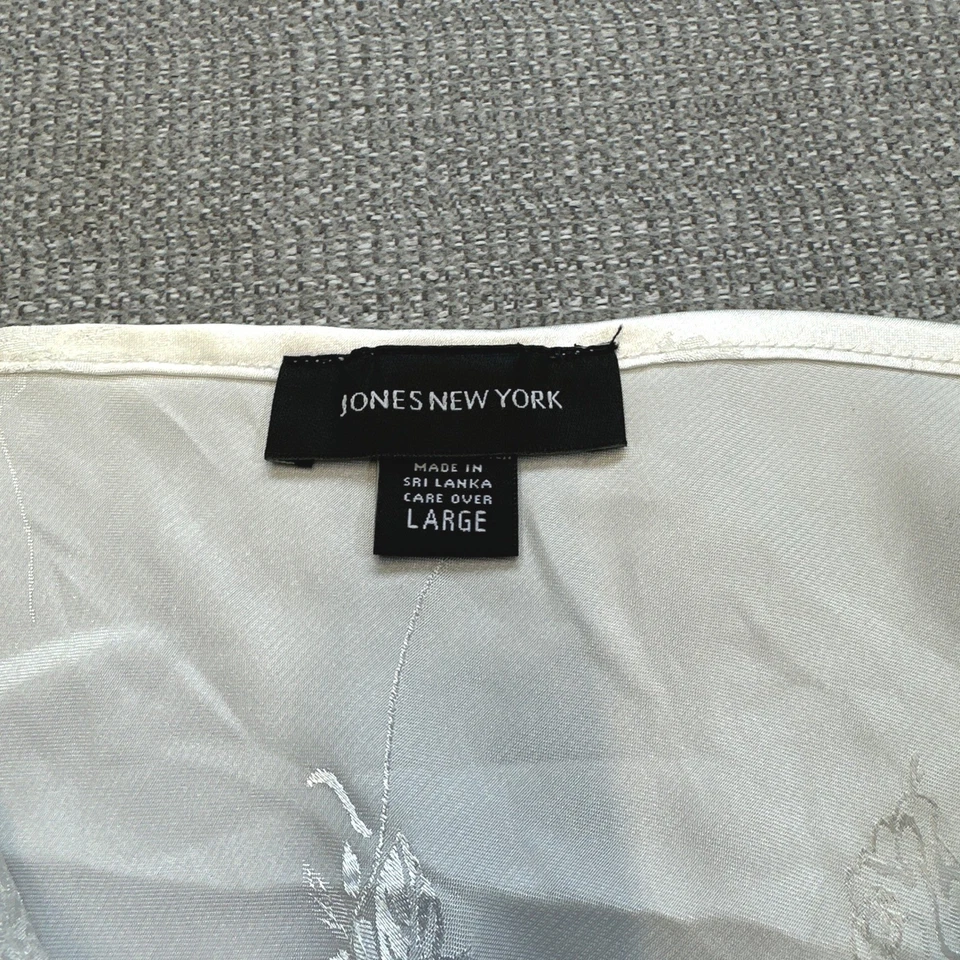 JONES NEW YORK
MADE IN
SRI LANKA
CARE OVER
LARGE